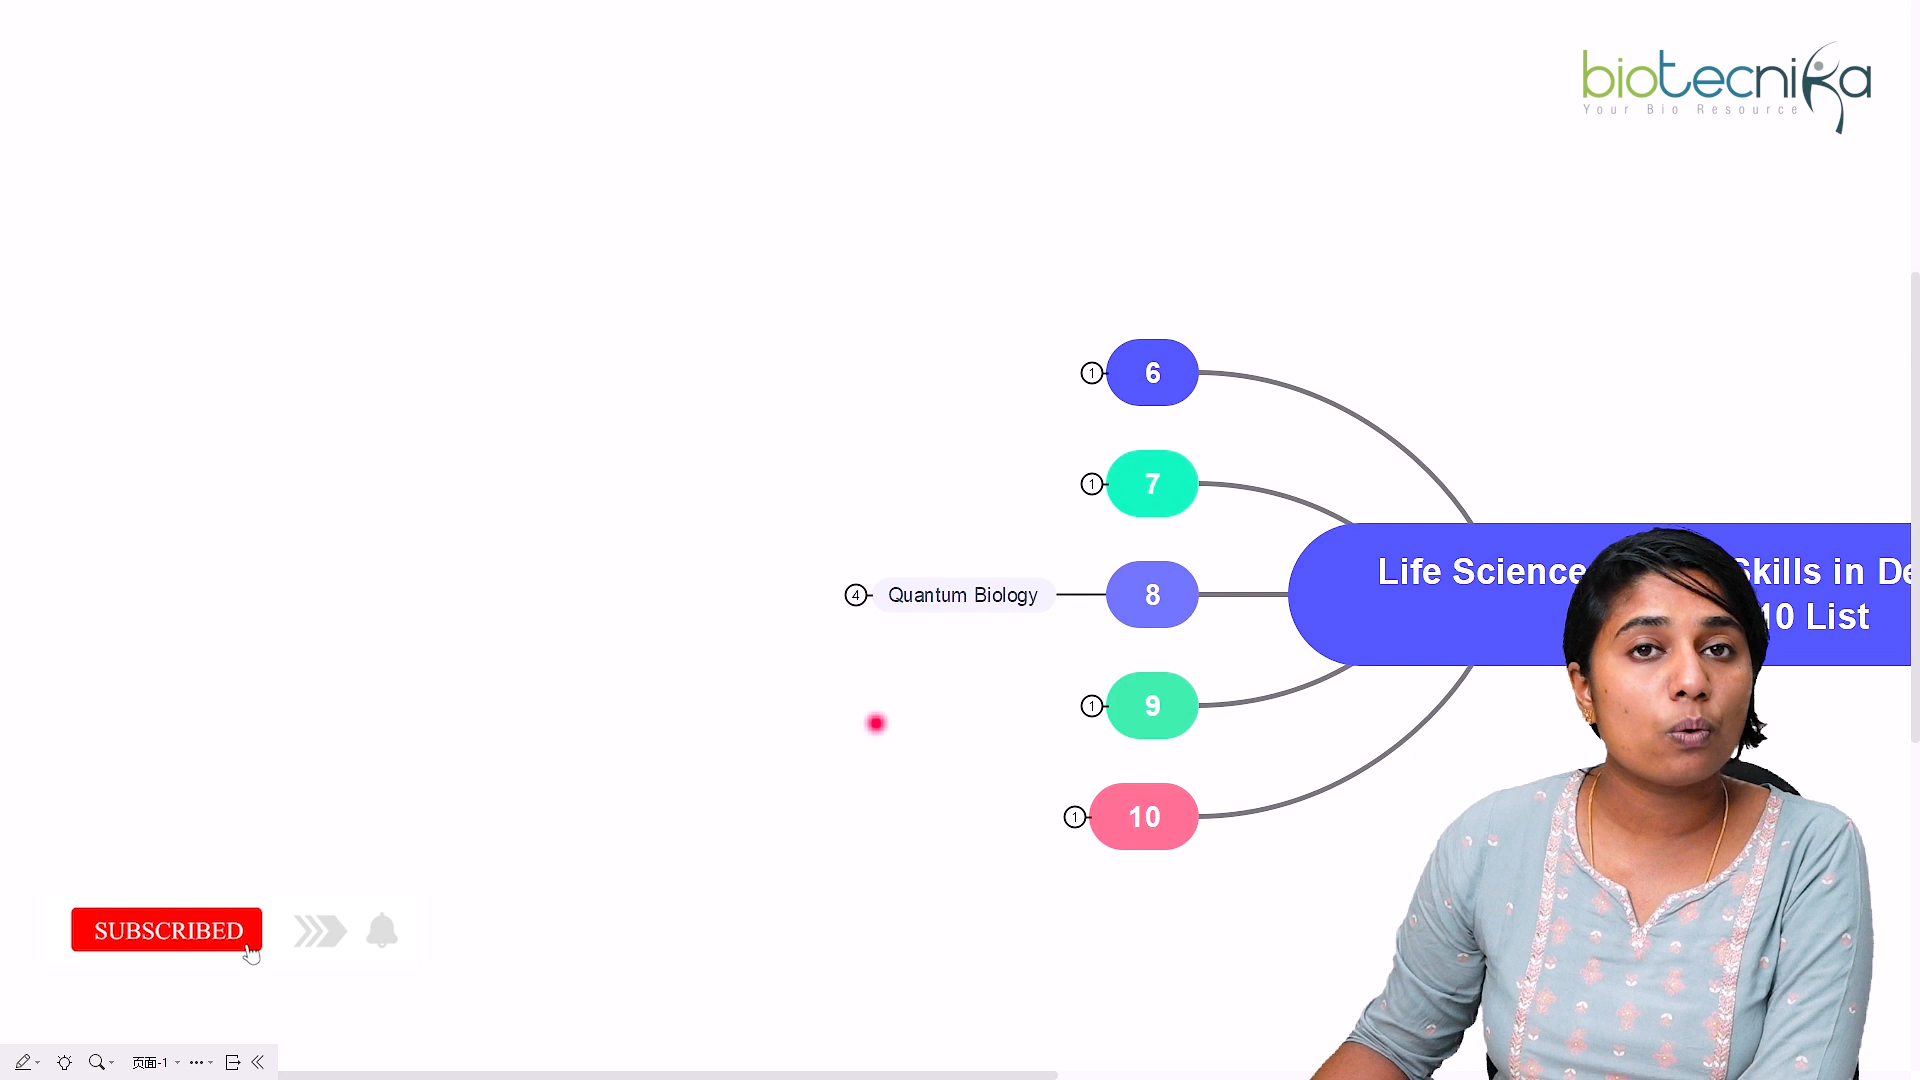 biotecnika
Your Bio Resource
1
6
1
7
4
Quantum Biology
8
1
9
1
10
Life Science
Skills in De
10 List
SUBSCRIBED
页面-1